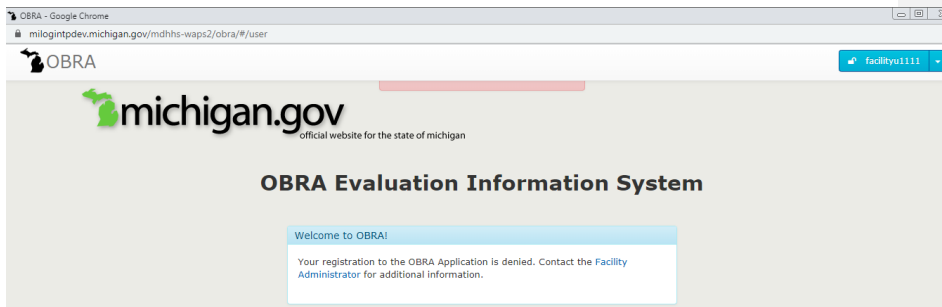 OBRA - Google Chrome
milogintpdev.michigan.gov/mdhhs-waps2/obra/#/user
OBRA
facilityu1111
michigan.gov
official website for the state of michigan
OBRA Evaluation Information System
Welcome to OBRA!
Your registration to the OBRA Application is denied. Contact the Facility
Administrator for additional information.